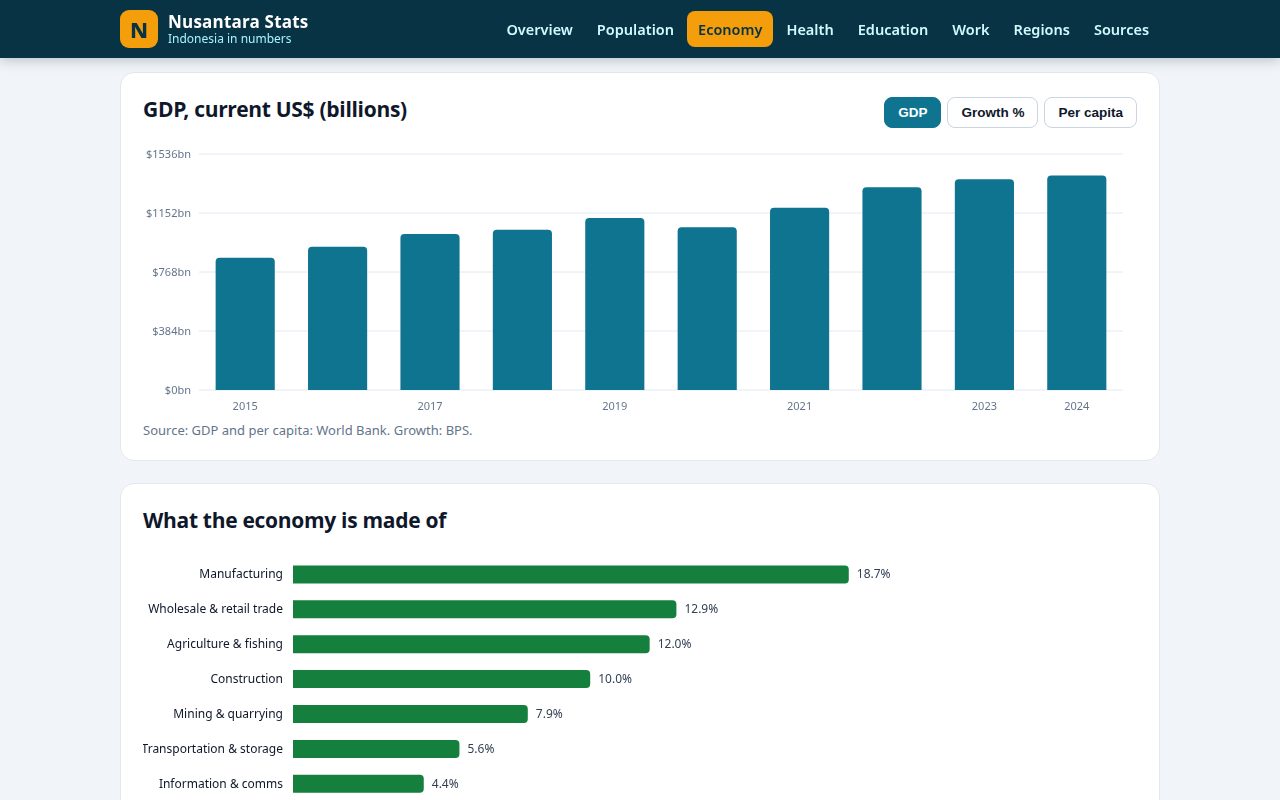 N
Nusantara Stats
Indonesia in numbers
Overview Population Economy Health Education Work Regions Sources
GDP, current US$ (billions)
GDP Growth % Per capita
$1536bn
$1152bn
$768bn
$384bn
$0bn
2015 2017 2019 2021 2023 2024
Source: GDP and per capita: World Bank. Growth: BPS.
What the economy is made of
Manufacturing 18.7%
Wholesale & retail trade 12.9%
Agriculture & fishing 12.0%
Construction 10.0%
Mining & quarrying 7.9%
Transportation & storage 5.6%
Information & comms 4.4%